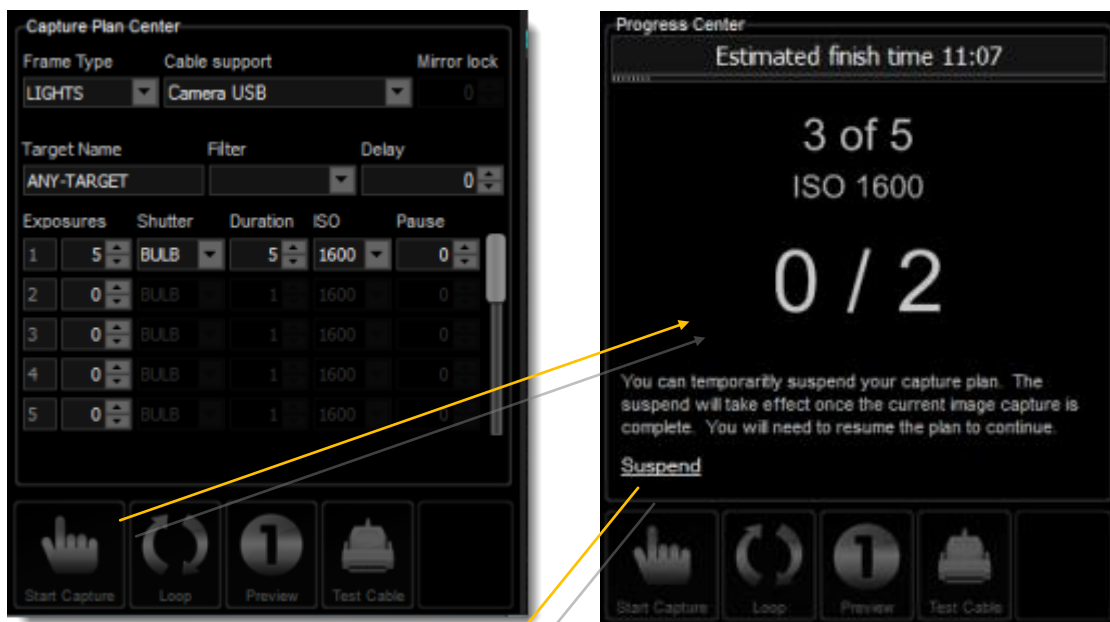 Capture Plan Center
Frame Type Cable support Mirror lock
LIGHTS Camera USB 0
Target Name Filter Delay
ANY-TARGET 0
Exposures Shutter Duration ISO Pause
1 5 BULB 5 1600 0
2 0 BULB 1 1600 0
3 0 BULB 1 1600 0
4 0 BULB 1 1600 0
5 0 BULB 1 1600 0
Start Capture Loop Preview Test Cable
1
Progress Center
Estimated finish time 11:07
3 of 5
ISO 1600
0 / 2
You can temporaritly suspend your capture plan. The
suspend will take effect once the current image capture is
complete. You will need to resume the plan to continue.
Suspend
1
Start Capture Loop Preview Test Cable